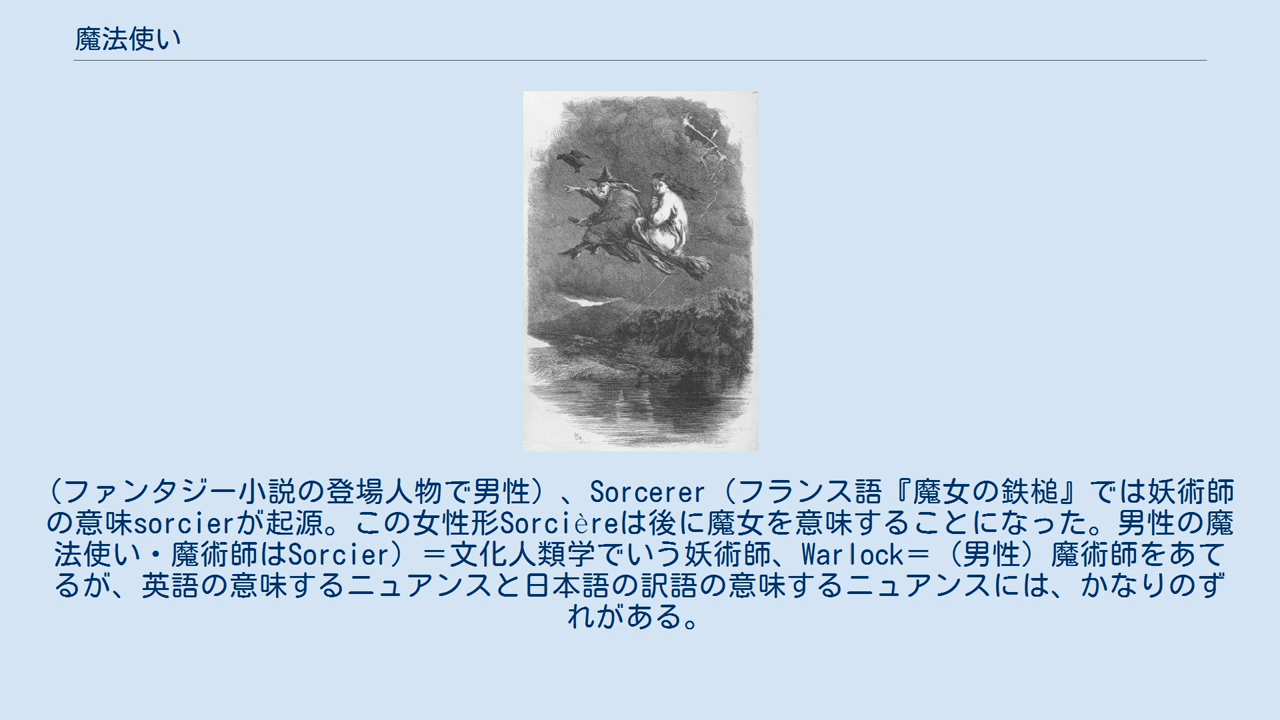 魔法使い
（ファンタジー小説の登場人物で男性）、Sorcerer（フランス語『魔女の鉄槌』では妖術師
の意味sorcierが起源。この女性形Sorcièreは後に魔女を意味することになった。男性の魔
法使い・魔術師はSorcier）＝文化人類学でいう妖術師、Warlock＝（男性）魔術師をあて
るが、英語の意味するニュアンスと日本語の訳語の意味するニュアンスには、かなりのず
れがある。